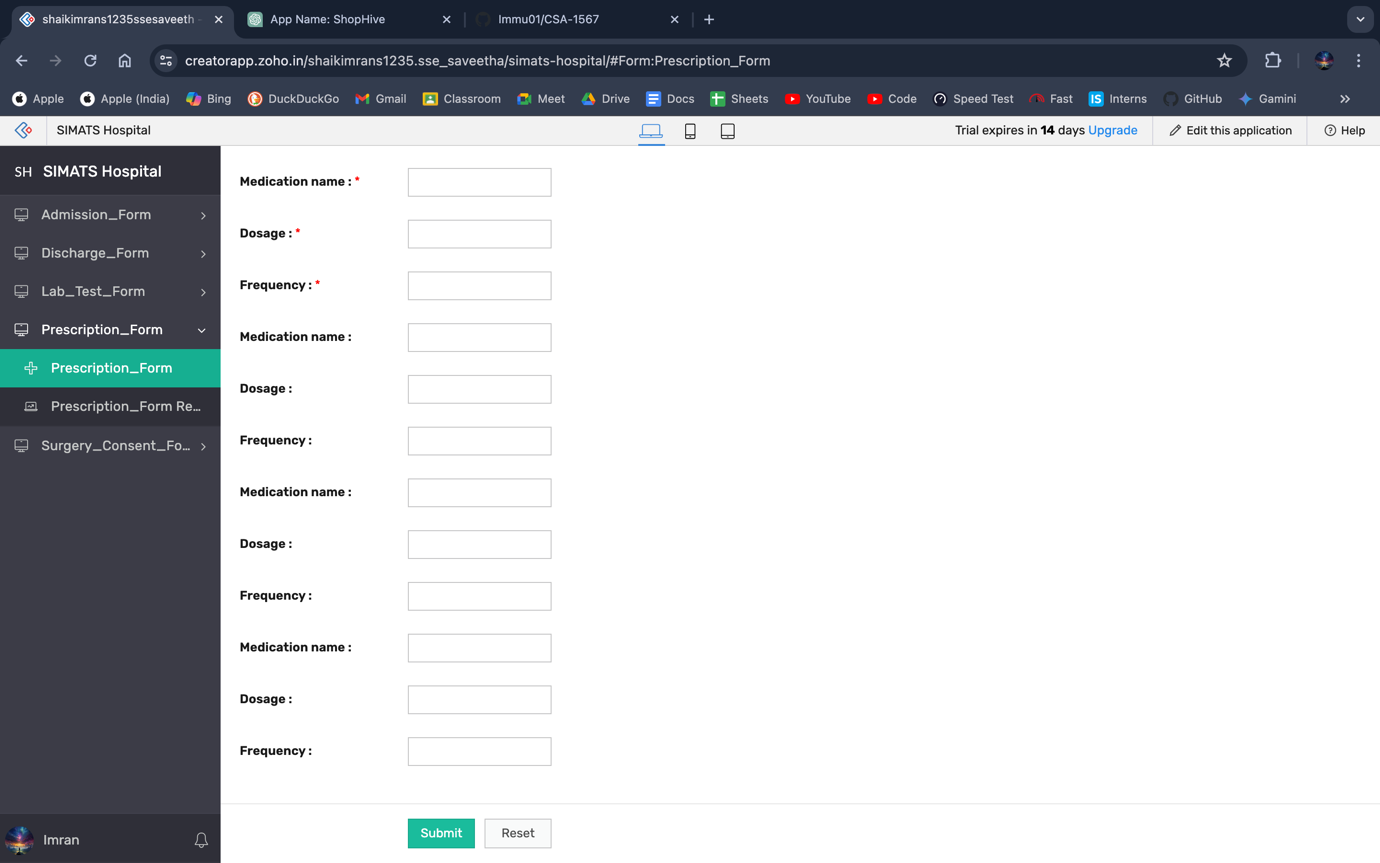 shaikimrans1235ssesaveeth
App Name: ShopHive
Immu01/CSA-1567
creatorapp.zoho.in/shaikimrans1235.sse_saveetha/simats-hospital/#Form:Prescription_Form
Apple
Apple (India)
Bing
DuckDuckGo
Gmail
Classroom
Meet
Drive
Docs
Sheets
YouTube
Code
Speed Test
Fast
IS Interns
GitHub
Gamini
SIMATS Hospital
Trial expires in 14 days Upgrade
Edit this application
Help
SH SIMATS Hospital
Admission_Form
Discharge_Form
Lab_Test_Form
Prescription_Form
Prescription_Form
Prescription_Form Re...
Surgery_Consent_Fo...
Imran
Medication name : *
Dosage : *
Frequency : *
Medication name :
Dosage :
Frequency :
Medication name :
Dosage :
Frequency :
Medication name :
Dosage :
Frequency :
Submit
Reset